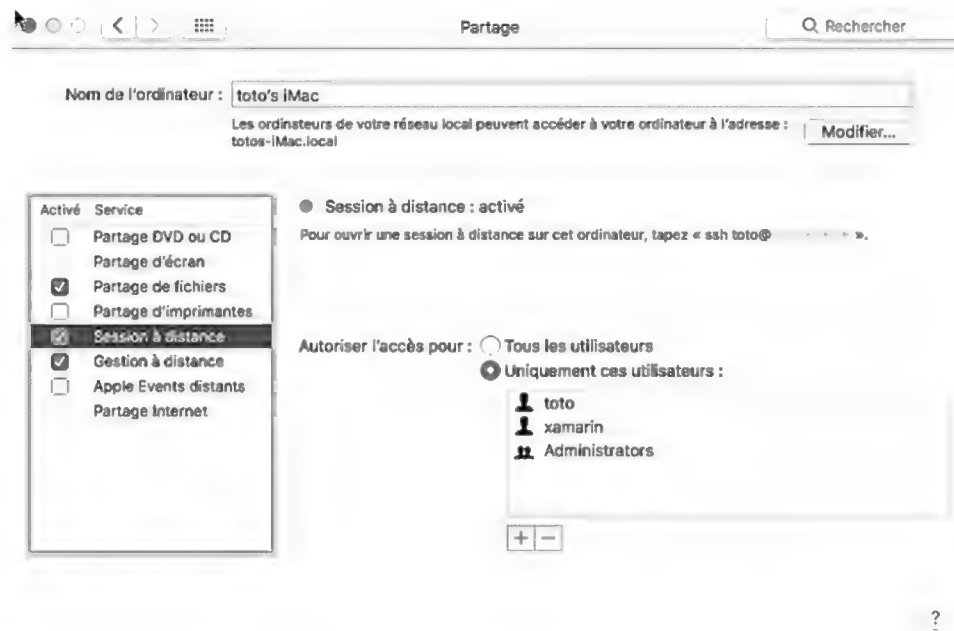 Partage
Rechercher
Nom de l'ordinateur : toto's iMac
Les ordinateurs de votre réseau local peuvent accéder à votre ordinateur à l'adresse :
totos-iMac.local
Modifier...
Activé Service
Partage DVD ou CD
Partage d'écran
Partage de fichiers
Partage d'imprimantes
Session à distance
Gestion à distance
Apple Events distants
Partage Internet
Session à distance : activé
Pour ouvrir une session à distance sur cet ordinateur, tapez « ssh toto@ ».
Autoriser l'accès pour : Tous les utilisateurs
Uniquement ces utilisateurs :
toto
xamarin
Administrators
+ −
?